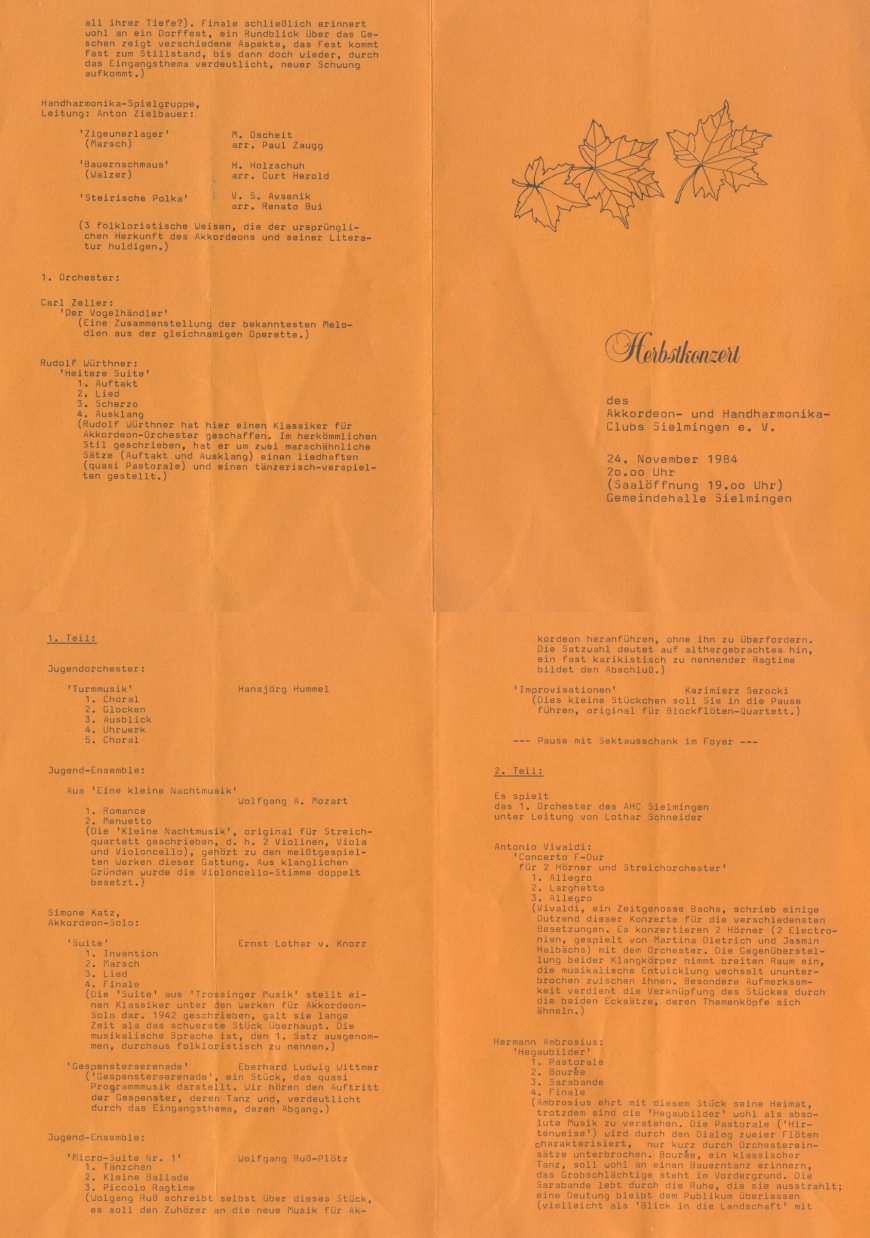 Herbstkonzert
des
Akkordeon- und Handharmonika-
Clubs Sielmingen e. V.
24. November 1984
2o.oo Uhr
(Saalöffnung 19.oo Uhr)
Gemeindehalle Sielmingen
1. Teil:
Jugendorchester:
'Turmmusik' Hansjörg Hummel
1. Choral
2. Glocken
3. Ausblick
4. Uhrwerk
5. Choral
Jugend-Ensemble:
Aus 'Eine kleine Nachtmusik'
Wolfgang A. Mozart
1. Romance
2. Menuetto
(Die 'Kleine Nachtmusik', original für Streich-
quartett geschrieben, d. h. 2 Violinen, Viola
und Violoncello), gehört zu den meißtgespiel-
ten Werken dieser Gattung. Aus klanglichen
Gründen wurde die Violoncello-Stimme doppelt
besetzt.)
Simone Katz,
Akkordeon-Solo:
'Suite' Ernst Lothar v. Knorr
1. Invention
2. Marsch
3. Lied
4. Finale
(Die 'Suite' aus 'Trossinger Musik' stellt ei-
nen Klassiker unter den Werken für Akkordeon-
Solo dar. 1942 geschrieben, galt sie lange
Zeit als das schwerste Stück überhaupt. Die
musikalische Sprache ist, den 1. Satz ausgenom-
men, durchaus folkloristisch zu nennen.)
'Gespensterserenade' Eberhard Ludwig Wittmer
('Gespensterserenade', ein Stück, das quasi
Programmmusik darstellt. Wir hören den Auftritt
der Gespenster, deren Tanz und, verdeutlicht
durch das Eingangsthema, deren Abgang.)
Jugend-Ensemble:
'Micro-Suite Nr. 1' Wolfgang Ruß-Plötz
1. Tänzchen
2. Kleine Ballade
3. Piccolo Ragtime
(Wolgang Ruß schreibt selbst über dieses Stück,
es soll den Zuhörer an die neue Musik für Ak-
kordeon heranführen, ohne ihn zu überfordern.
Die Satzwahl deutet auf althergebrachtes hin,
ein fast karikistisch zu nennender Ragtime
bildet den Abschluß.)
'Improvisationen' Kazimierz Serocki
(Dies kleine Stückchen soll Sie in die Pause
führen, original für Blockflöten-Quartett.)
--- Pause mit Sektausschank im Foyer ---
2. Teil:
Es spielt
das 1. Orchester des AHC Sielmingen
unter Leitung von Lothar Schneider
Antonio Vivaldi:
'Concerto F-Dur
für 2 Hörner und Streichorchester'
1. Allegro
2. Larghetto
3. Allegro
(Vivaldi, ein Zeitgenosse Bachs, schrieb einige
Dutzend dieser Konzerte für die verschiedensten
Besetzungen. Es konzertieren 2 Hörner (2 Electro-
nien, gespielt von Martina Dietrich und Jasmin
Halbächs) mit dem Orchester. Die Gegenüberstel-
lung beider Klangkörper nimmt breiten Raum ein,
die musikalische Entwicklung wechselt ununter-
brochen zwischen ihnen. Besondere Aufmerksam-
keit verdient die Verknüpfung des Stückes durch
die beiden Ecksätze, deren Themenköpfe sich
ähneln.)
Hermann Ambrosius:
'Hegaubilder'
1. Pastorale
2. Bourêe
3. Sarabande
4. Finale
(Ambrosius ehrt mit diesem Stück seine Heimat,
trotzdem sind die 'Hegaubilder' wohl als abso-
lute Musik zu verstehen. Die Pastorale ('Hir-
tenweise') wird durch den Dialog zweier Flöten
charakterisiert, nur kurz durch Orchesterein-
sätze unterbrochen. Bourêe, ein klassischer
Tanz, soll wohl an einen Bauerntanz erinnern,
das Grobschlächtige steht im Vordergrund. Die
Sarabande lebt durch die Ruhe, die sie ausstrahlt;
eine Deutung bleibt dem Publikum überlassen
(vielleicht als 'Blick in die Landschaft' mit
all ihrer Tiefe?). Finale schließlich erinnert
wohl an ein Dorffest, ein Rundblick über das Ge-
schen zeigt verschiedene Aspekte, das Fest kommt
fast zum Stillstand, bis dann doch wieder, durch
das Eingangsthema verdeutlicht, neuer Schwung
aufkommt.)
Handharmonika-Spielgruppe,
Leitung: Anton Zielbauer:
'Zigeunerlager' M. Oscheit
(Marsch) arr. Paul Zaugg
'Bauernschmaus' H. Holzschuh
(Walzer) arr. Curt Herold
'Steirische Polka' V. S. Avsenik
arr. Renato Bui
(3 folkloristische Weisen, die der ursprüngli-
chen Herkunft des Akkordeons und seiner Litera-
tur huldigen.)
1. Orchester:
Carl Zeller:
'Der Vogelhändler'
(Eine Zusammenstellung der bekanntesten Melo-
dien aus der gleichnamigen Operette.)
Rudolf Würthner:
'Heitere Suite'
1. Auftakt
2. Lied
3. Scherzo
4. Ausklang
(Rudolf Würthner hat hier einen Klassiker für
Akkordeon-Orchester geschaffen. Im herkömmlichen
Stil geschrieben, hat er um zwei marschähnliche
Sätze (Auftakt und Ausklang) einen liedhaften
(quasi Pastorale) und einen tänzerisch-verspiel-
ten gestellt.)